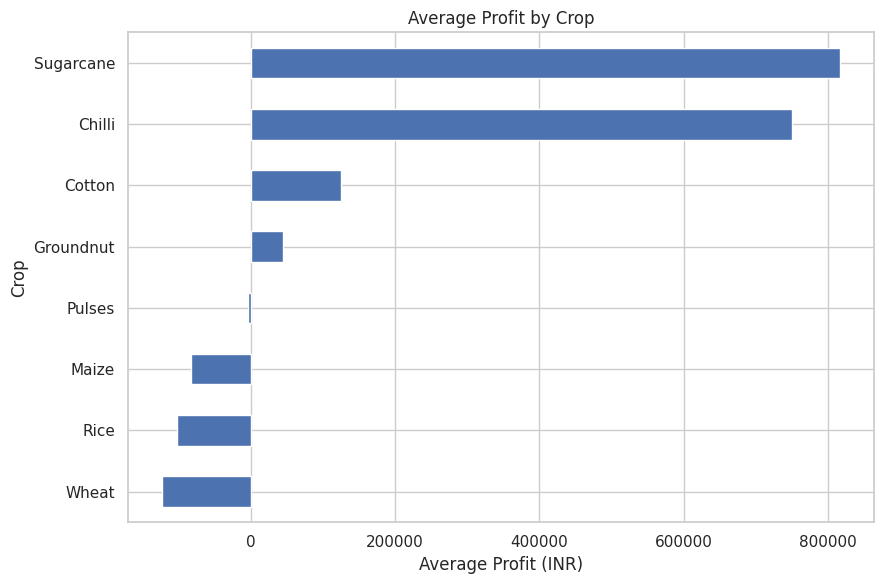 Average Profit by Crop
Sugarcane
Chilli
Cotton
Groundnut
Pulses
Maize
Rice
Wheat
Crop
0 200000 400000 600000 800000
Average Profit (INR)